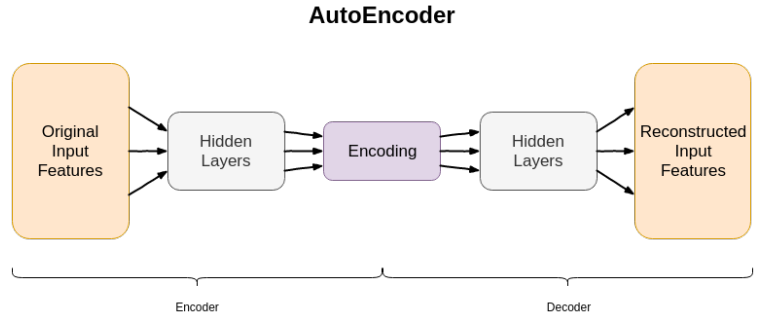 AutoEncoder
Original
Input
Features
Hidden
Layers
Encoding
Hidden
Layers
Reconstructed
Input
Features
Encoder
Decoder